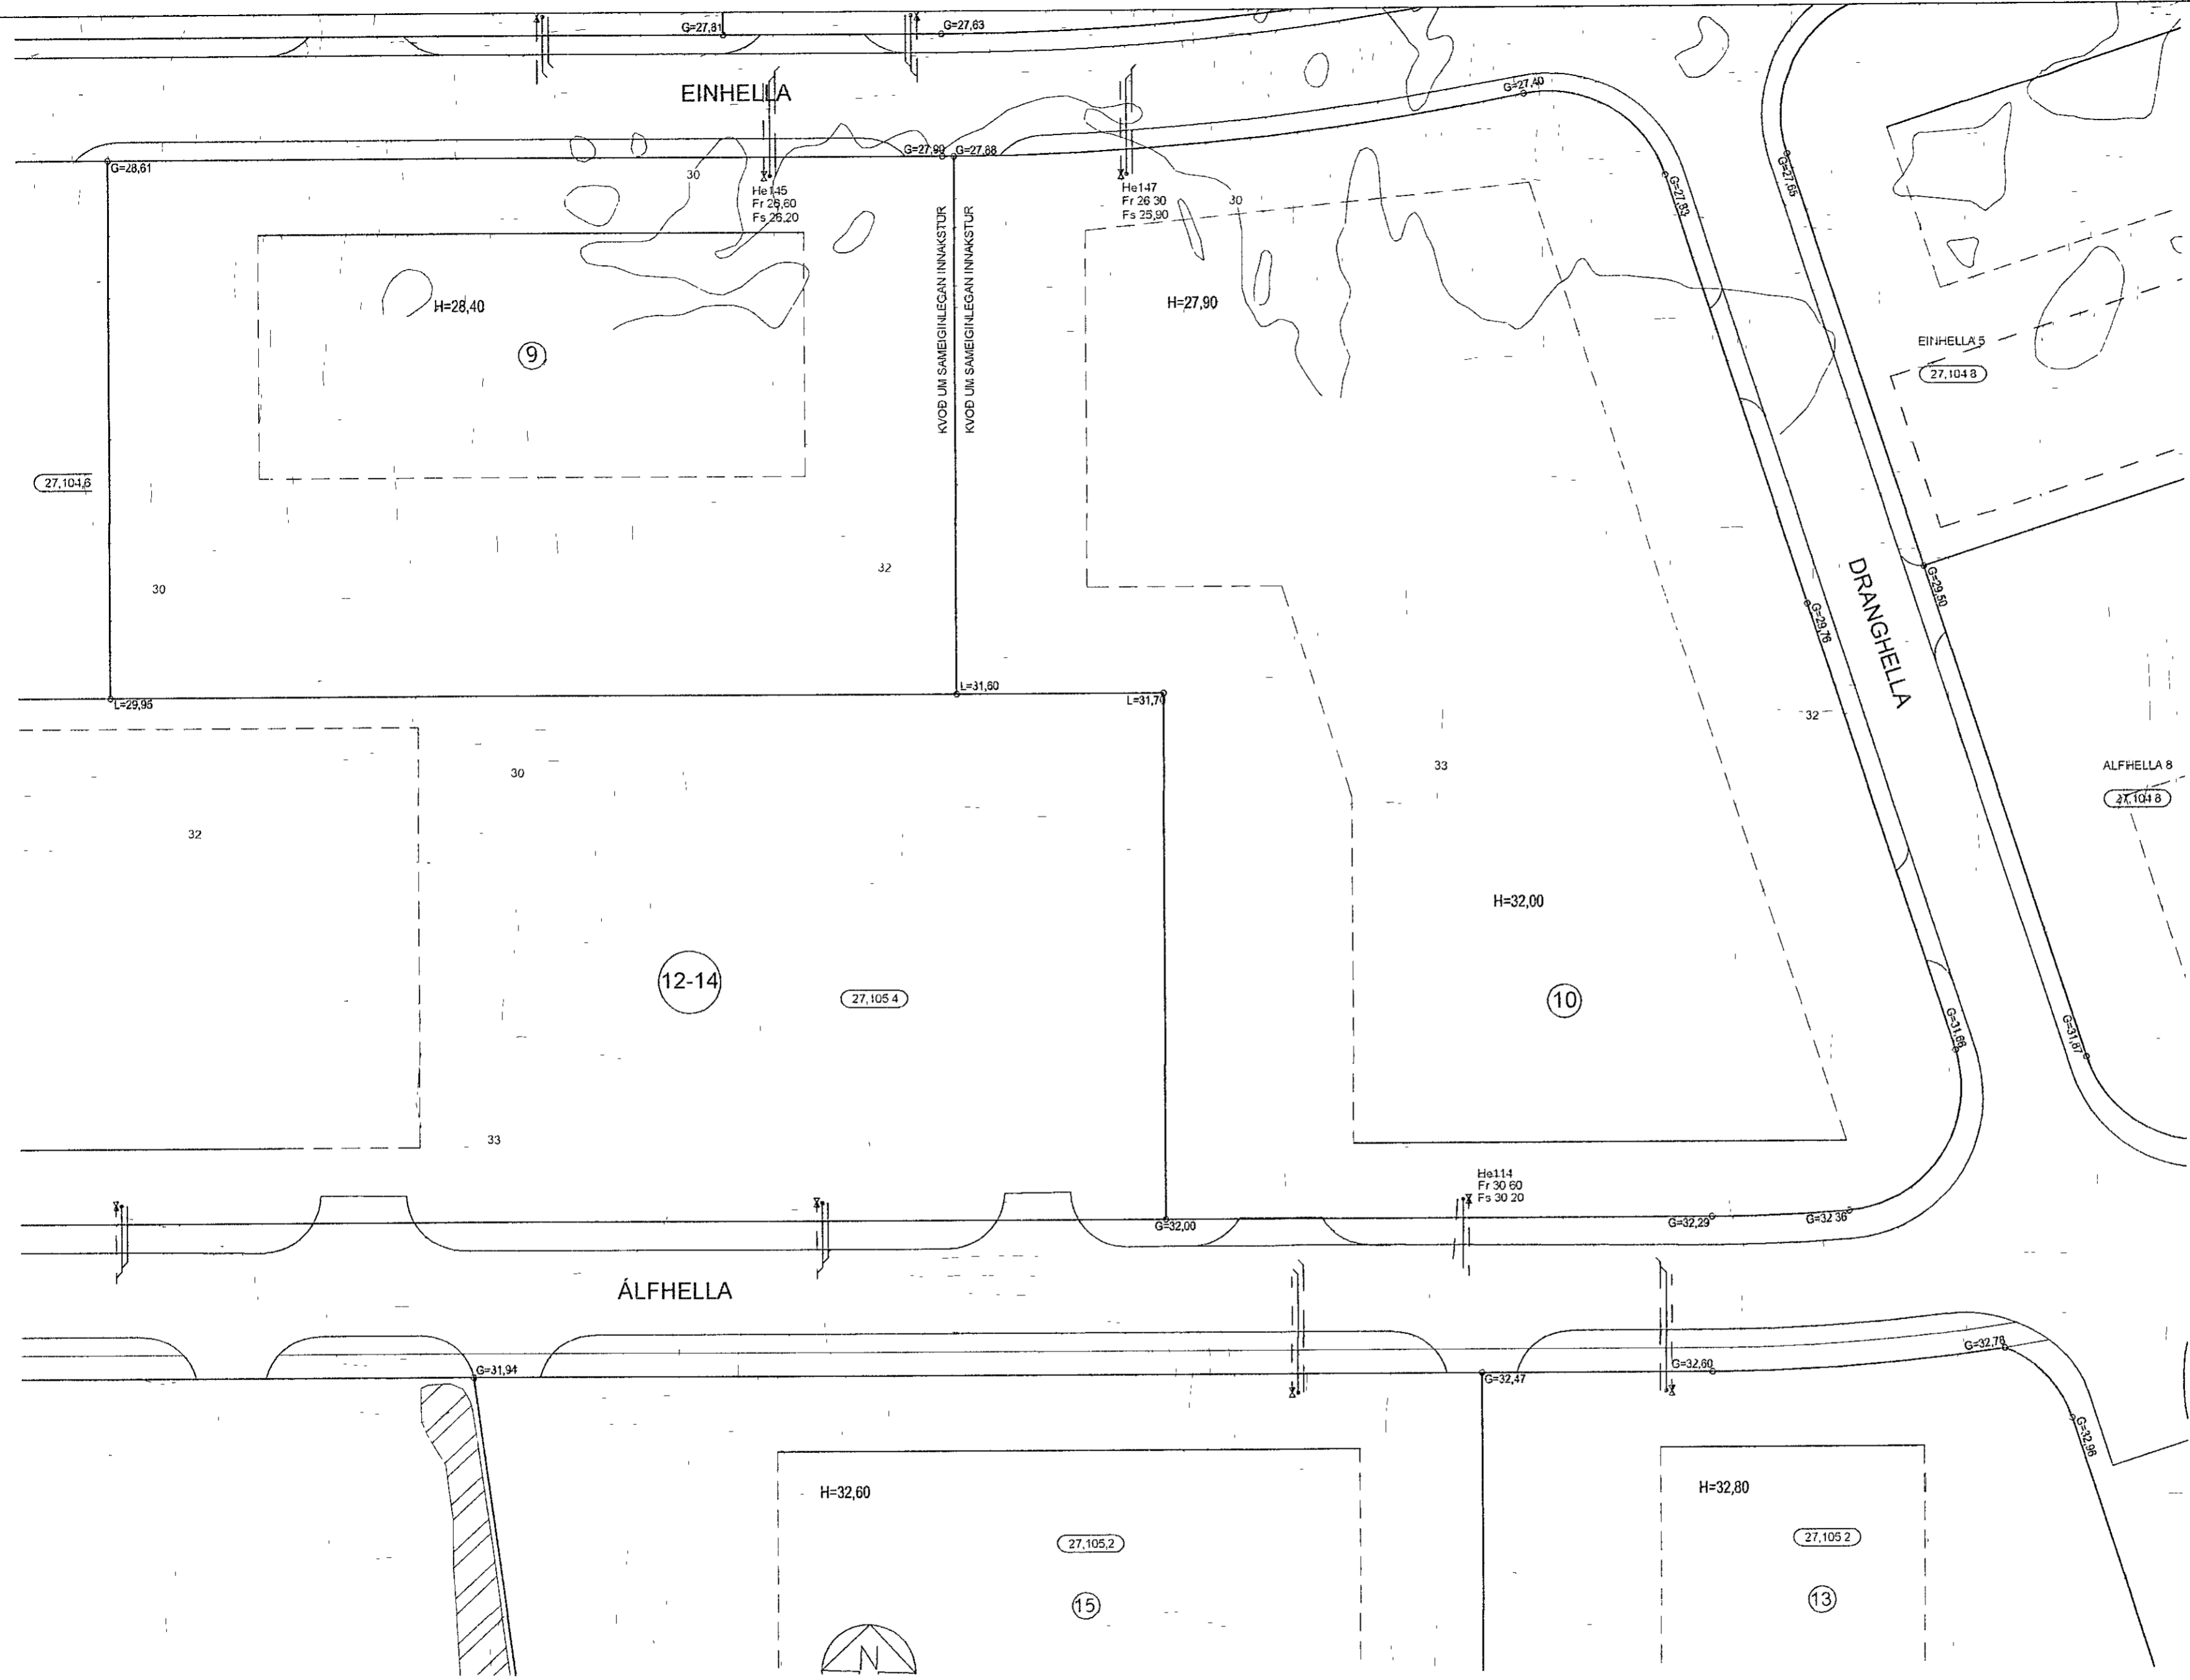 G=27,81
G=27,63
EINHELLA
G=27,40
G=28,61
G=27,90
G=27,88
30
He145
Fr 26,60
Fs 26,20
He147
Fr 26 30
Fs 25,90
30
G=27,83
G=27,65
KVOÐ UM SAMEIGINLEGAN INNAKSTUR
KVOÐ UM SAMEIGINLEGAN INNAKSTUR
H=28,40
H=27,90
9
EINHELLA 5
27,104 8
27,104,6
30
32
G=29,50
G=29,76
DRANGHELLA
L=29,95
L=31,60
L=31,70
32
30
33
ALFHELLA 8
27,104 8
32
H=32,00
12-14
27,105 4
10
G=31,66
G=31,87
33
He114
Fr 30 60
Fs 30 20
G=32,00
G=32,29
G=32 36
ÁLFHELLA
G=31,94
G=32,47
G=32,60
G=32,78
G=32,96
H=32,60
H=32,80
27,105,2
27,105 2
15
13
N